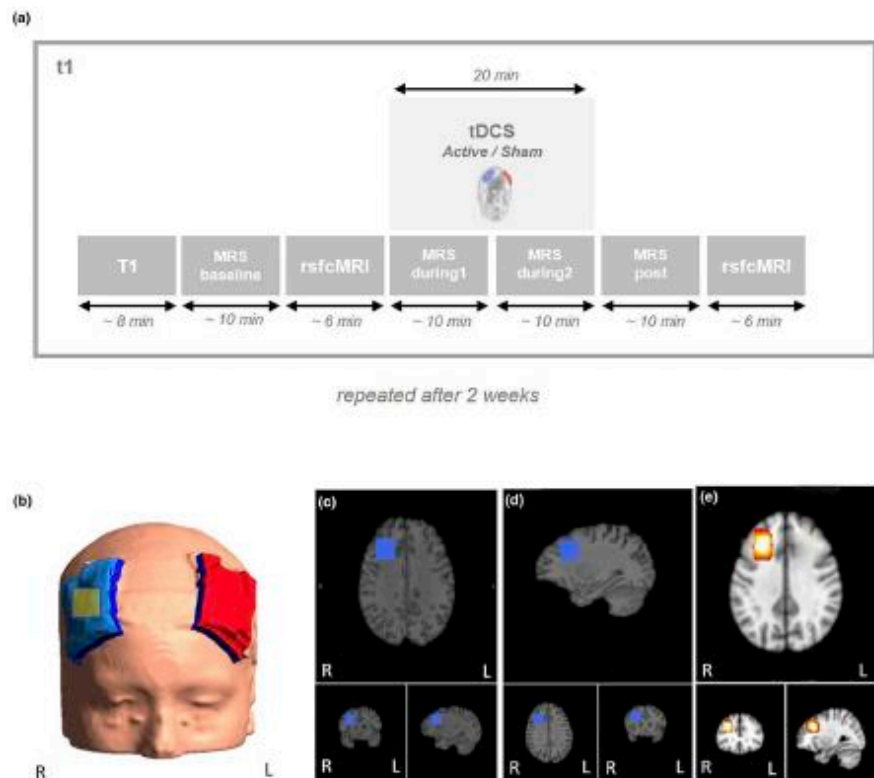 (a)
t1
20 min
tDCS
Active / Sham
T1
MRS
baseline
rsfcMRI
MRS
during1
MRS
during2
MRS
post
rsfcMRI
~ 8 min
~ 10 min
~ 6 min
~ 10 min
~ 10 min
~ 10 min
~ 6 min
repeated after 2 weeks
(b)
R L
(c)
R L
R L
(d)
R L
R L
(e)
R L
R L